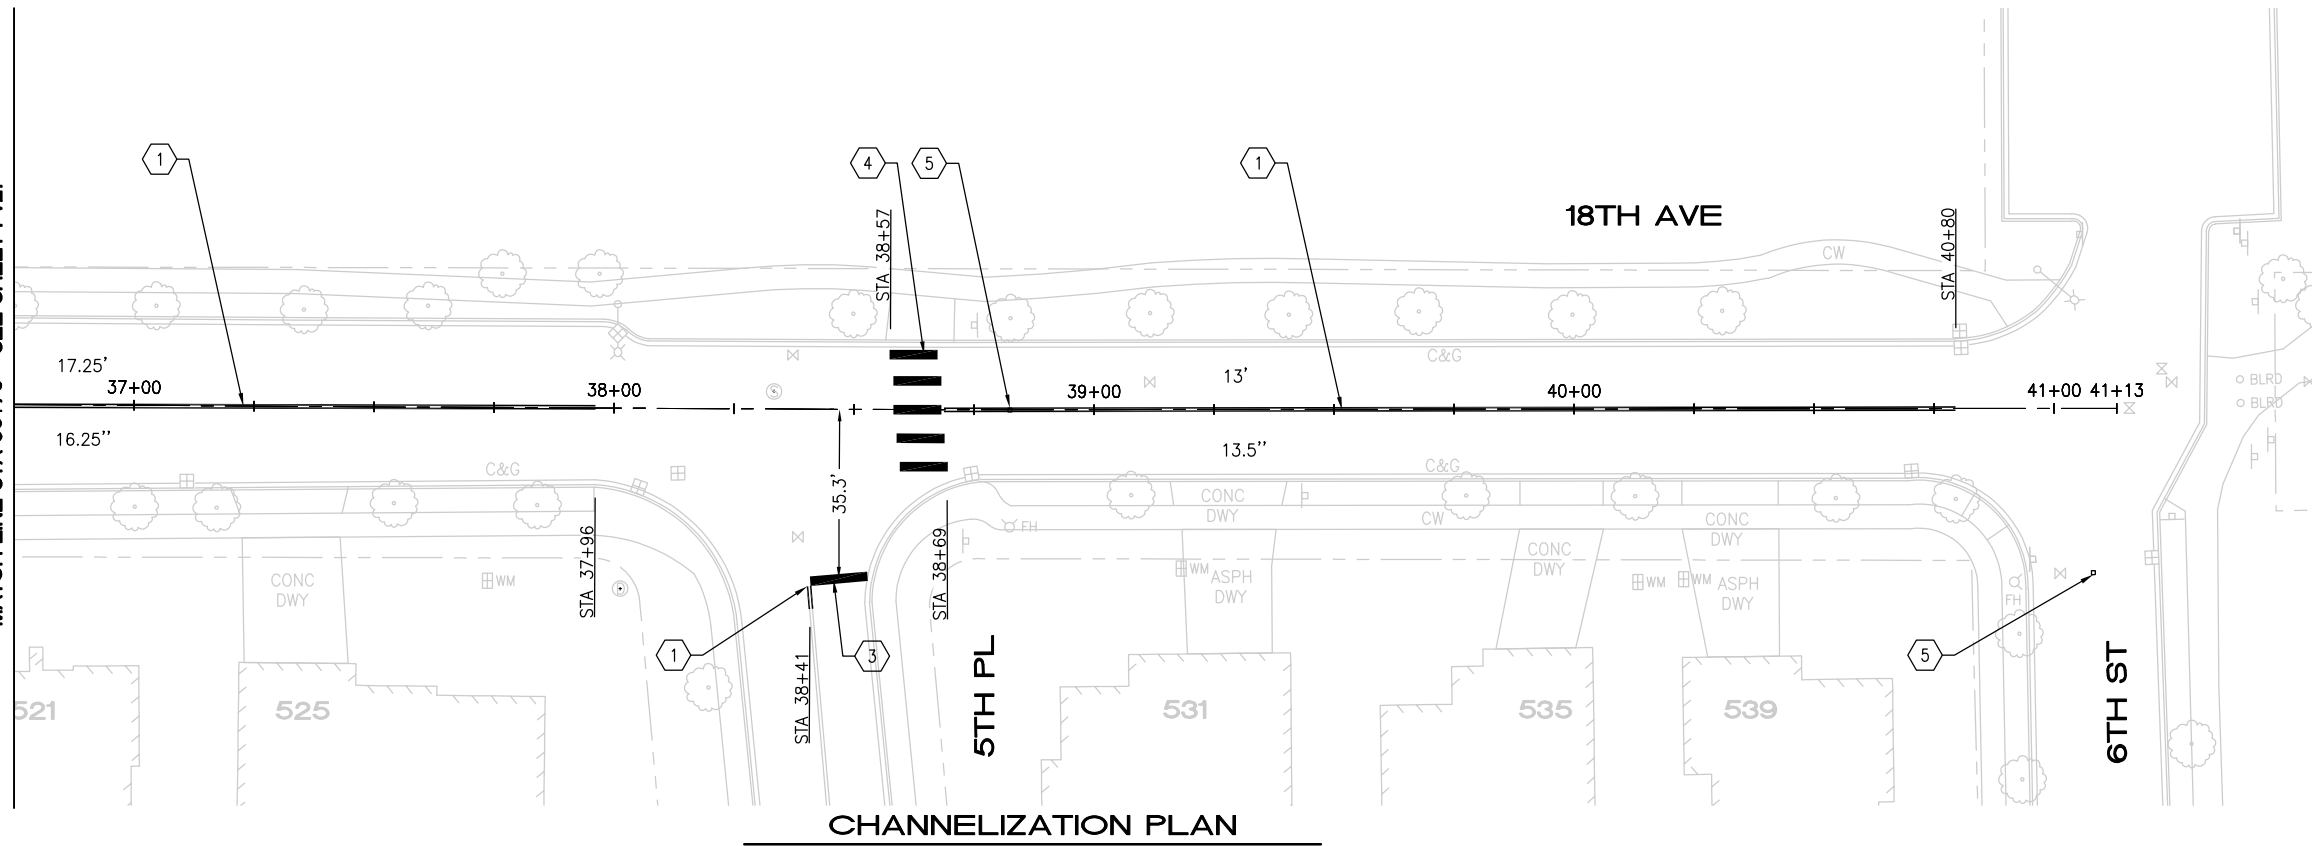 1
4
5
1
18TH AVE
STA 38+57
STA 40+80
CW
17.25'
37+00
38+00
C&G
13'
39+00
40+00
41+00 41+13
BLRD
BLRD
16.25''
13.5''
C&G
C&G
35.3'
CONC
DWY
FH
CW
CONC
DWY
STA 37+96
STA 38+69
CONC
DWY
WM
CONC
DWY
WM
ASPH
DWY
WM
WM
ASPH
DWY
FH
1
3
5
STA 38+41
5TH PL
6TH ST
521
525
531
535
539
CHANNELIZATION PLAN